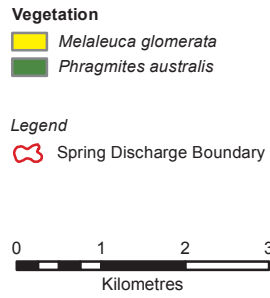 Vegetation
Melaleuca glomerata
Phragmites australis
Legend
Spring Discharge Boundary
0 1 2 3
Kilometres